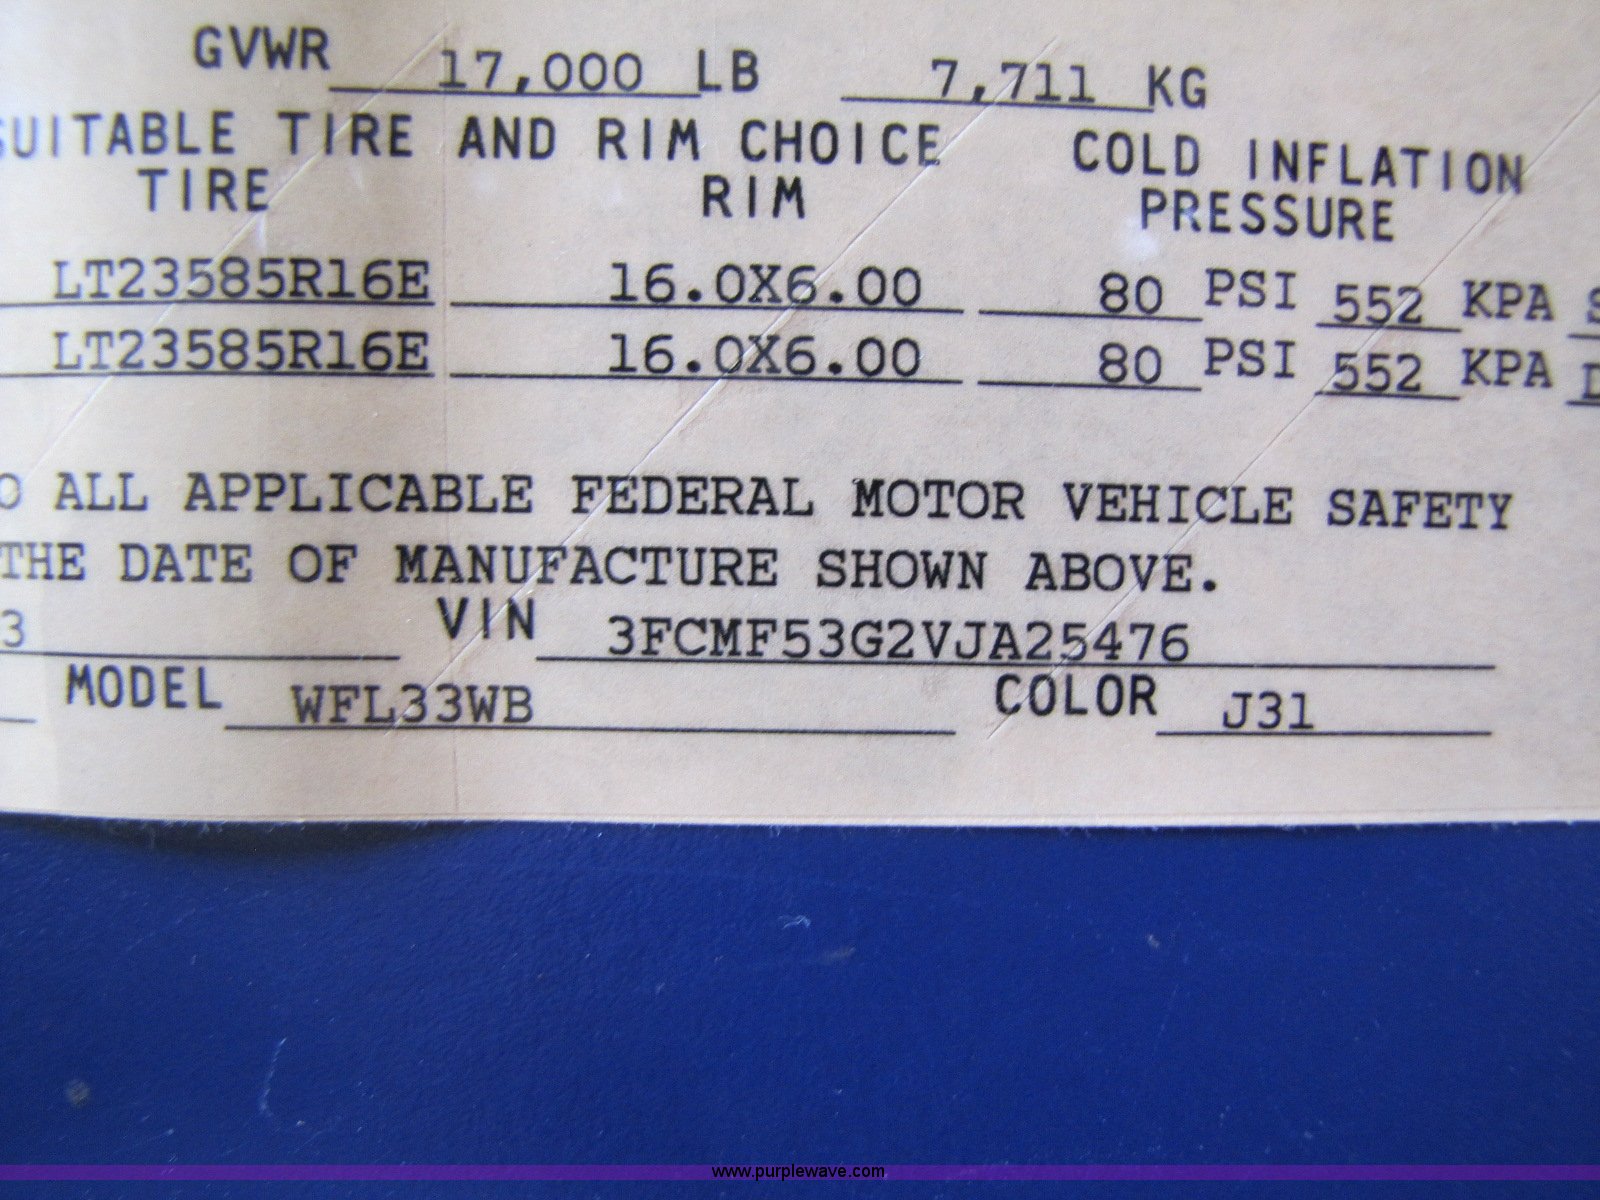 GVWR 17,000 LB 7,711 KG
SUITABLE TIRE AND RIM CHOICE COLD INFLATION
TIRE RIM PRESSURE
LT23585R16E 16.0X6.00 80 PSI 552 KPA
LT23585R16E 16.0X6.00 80 PSI 552 KPA D
O ALL APPLICABLE FEDERAL MOTOR VEHICLE SAFETY
THE DATE OF MANUFACTURE SHOWN ABOVE.
3 VIN 3FCMF53G2VJA25476
MODEL WFL33WB COLOR J31
www.purplewave.com